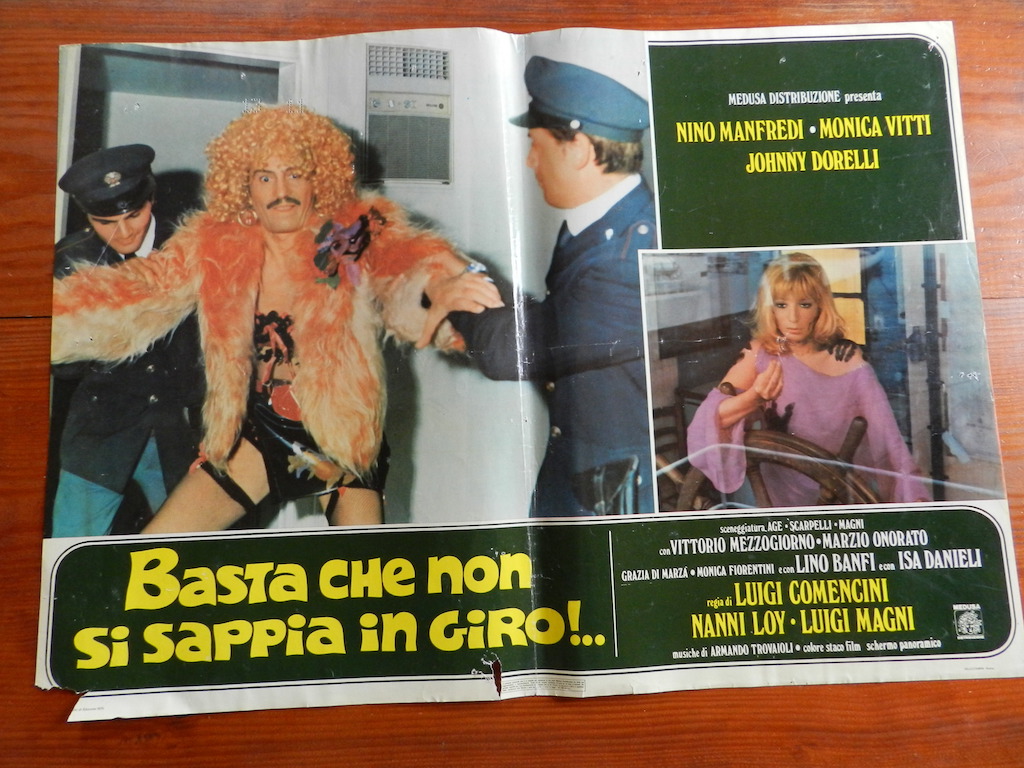 MEDUSA DISTRIBUZIONE presenta
NINO MANFREDI • MONICA VITTI
JOHNNY DORELLI
BASTA CHE NON
SI SAPPIA IN GIRO!..
sceneggiatura AGE • SCARPELLI • MAGNI
con VITTORIO MEZZOGIORNO • MARZIO ONORATO
GRAZIA DI MARZÁ • MONICA FIORENTINI e con LINO BANFI e con ISA DANIELI
regia di LUIGI COMENCINI
NANNI LOY • LUIGI MAGNI
musiche di ARMANDO TROVAIOLI • colore staco film schermo panoramico
MEDUSA